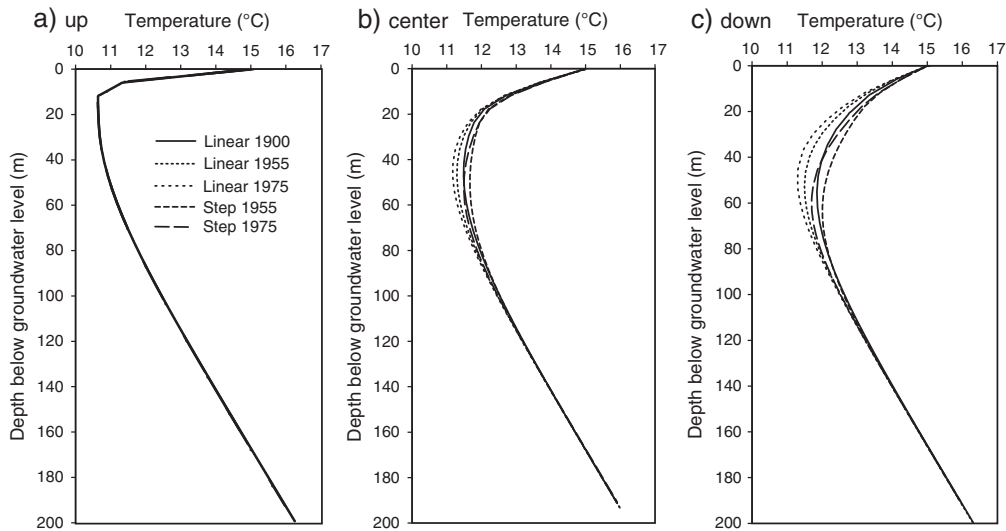 a) up
Temperature (°C)
10 11 12 13 14 15 16 17
Depth below groundwater level (m)
0
20
40
60
80
100
120
140
160
180
200
Linear 1900
Linear 1955
Linear 1975
Step 1955
Step 1975
b) center
Temperature (°C)
10 11 12 13 14 15 16 17
Depth below groundwater level (m)
0
20
40
60
80
100
120
140
160
180
200
c) down
Temperature (°C)
10 11 12 13 14 15 16 17
Depth below groundwater level (m)
0
20
40
60
80
100
120
140
160
180
200